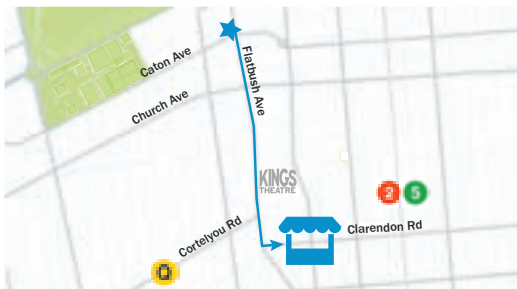 Caton Ave
Flatbush Ave
Church Ave
KINGS
THEATRE
2 5
Clarendon Rd
Cortelyou Rd
Q